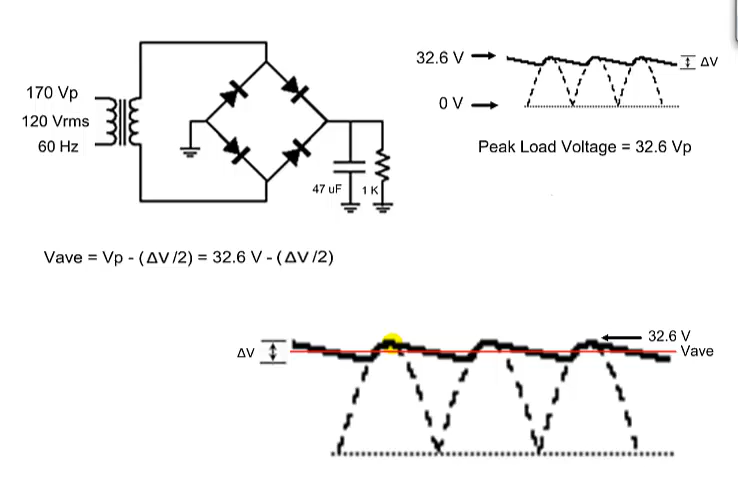 170 Vp
120 Vrms
60 Hz
47 uF
1 K
32.6 V
ΔV
0 V
Peak Load Voltage = 32.6 Vp
Vave = Vp - (ΔV /2) = 32.6 V - (ΔV /2)
32.6 V
ΔV
Vave